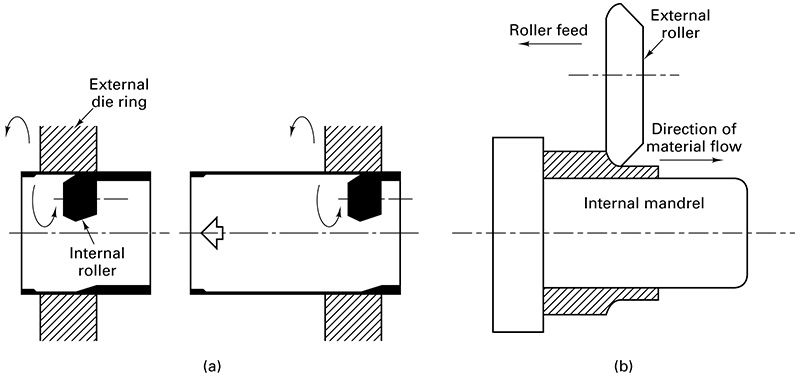 External
die ring
Internal
roller
(a)
Roller feed
External
roller
Direction of
material flow
Internal mandrel
(b)